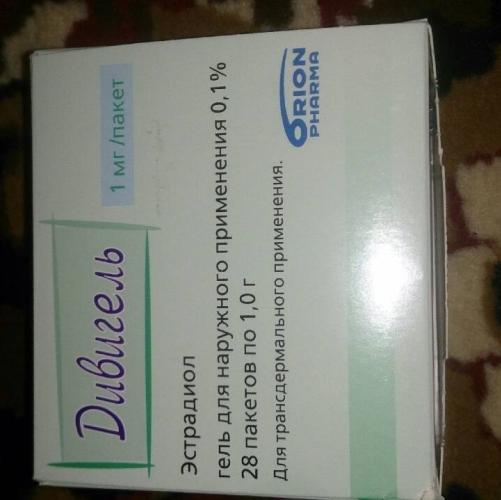 Дивигель
1 мг/пакет
Эстрадиол
гель для наружного применения 0,1%
28 пакетов по 1,0 г
Для трансдермального применения.
ORION
PHARMA